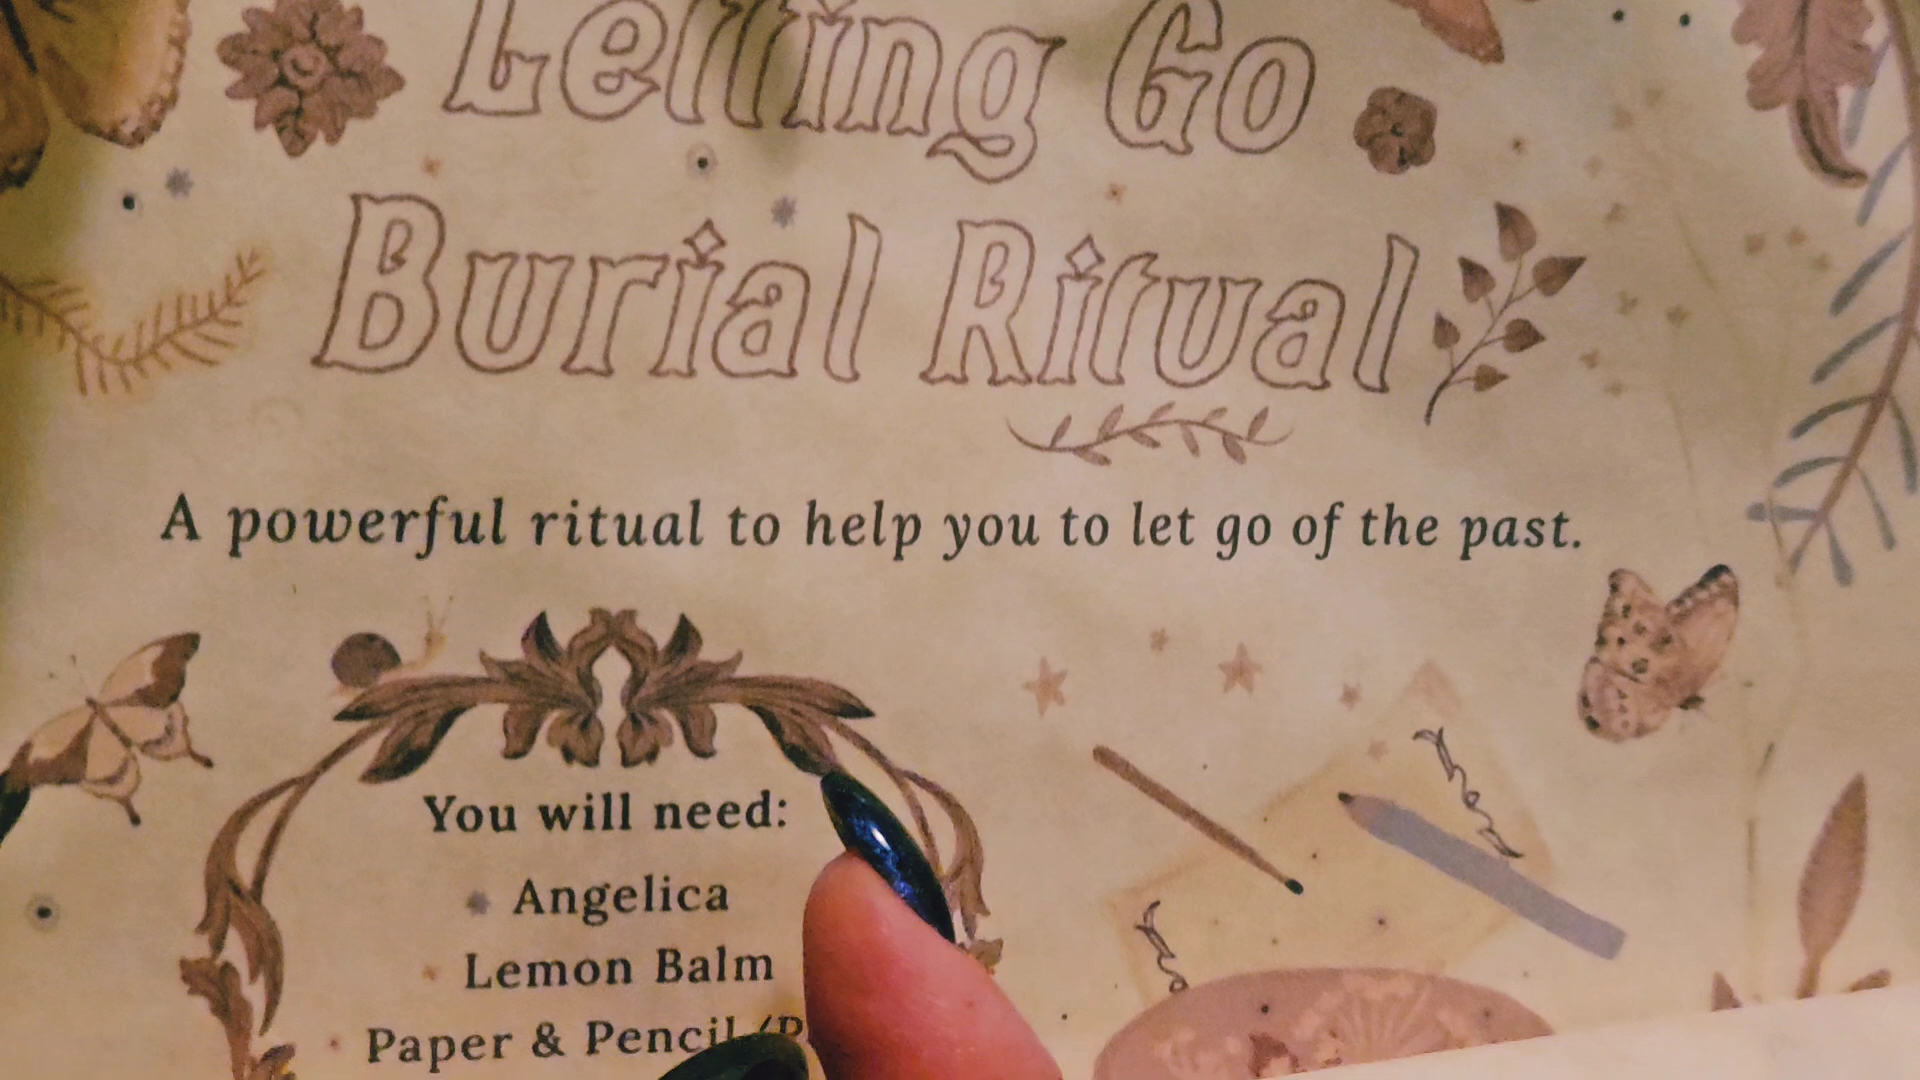 Letting Go
Burial Ritual
A powerful ritual to help you to let go of the past.
You will need:
Angelica
Lemon Balm
Paper & Pencil